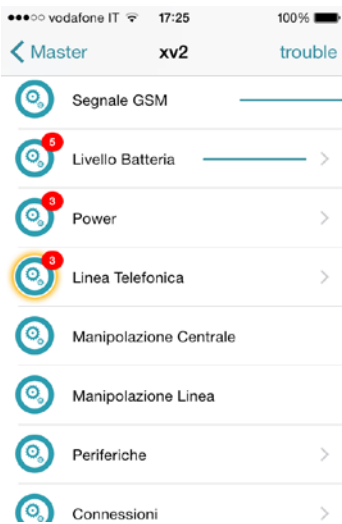 vodafone IT 17:25 100%
Master xv2 trouble
Segnale GSM
5
Livello Batteria
3
Power
3
Linea Telefonica
Manipolazione Centrale
Manipolazione Linea
Periferiche
Connessioni